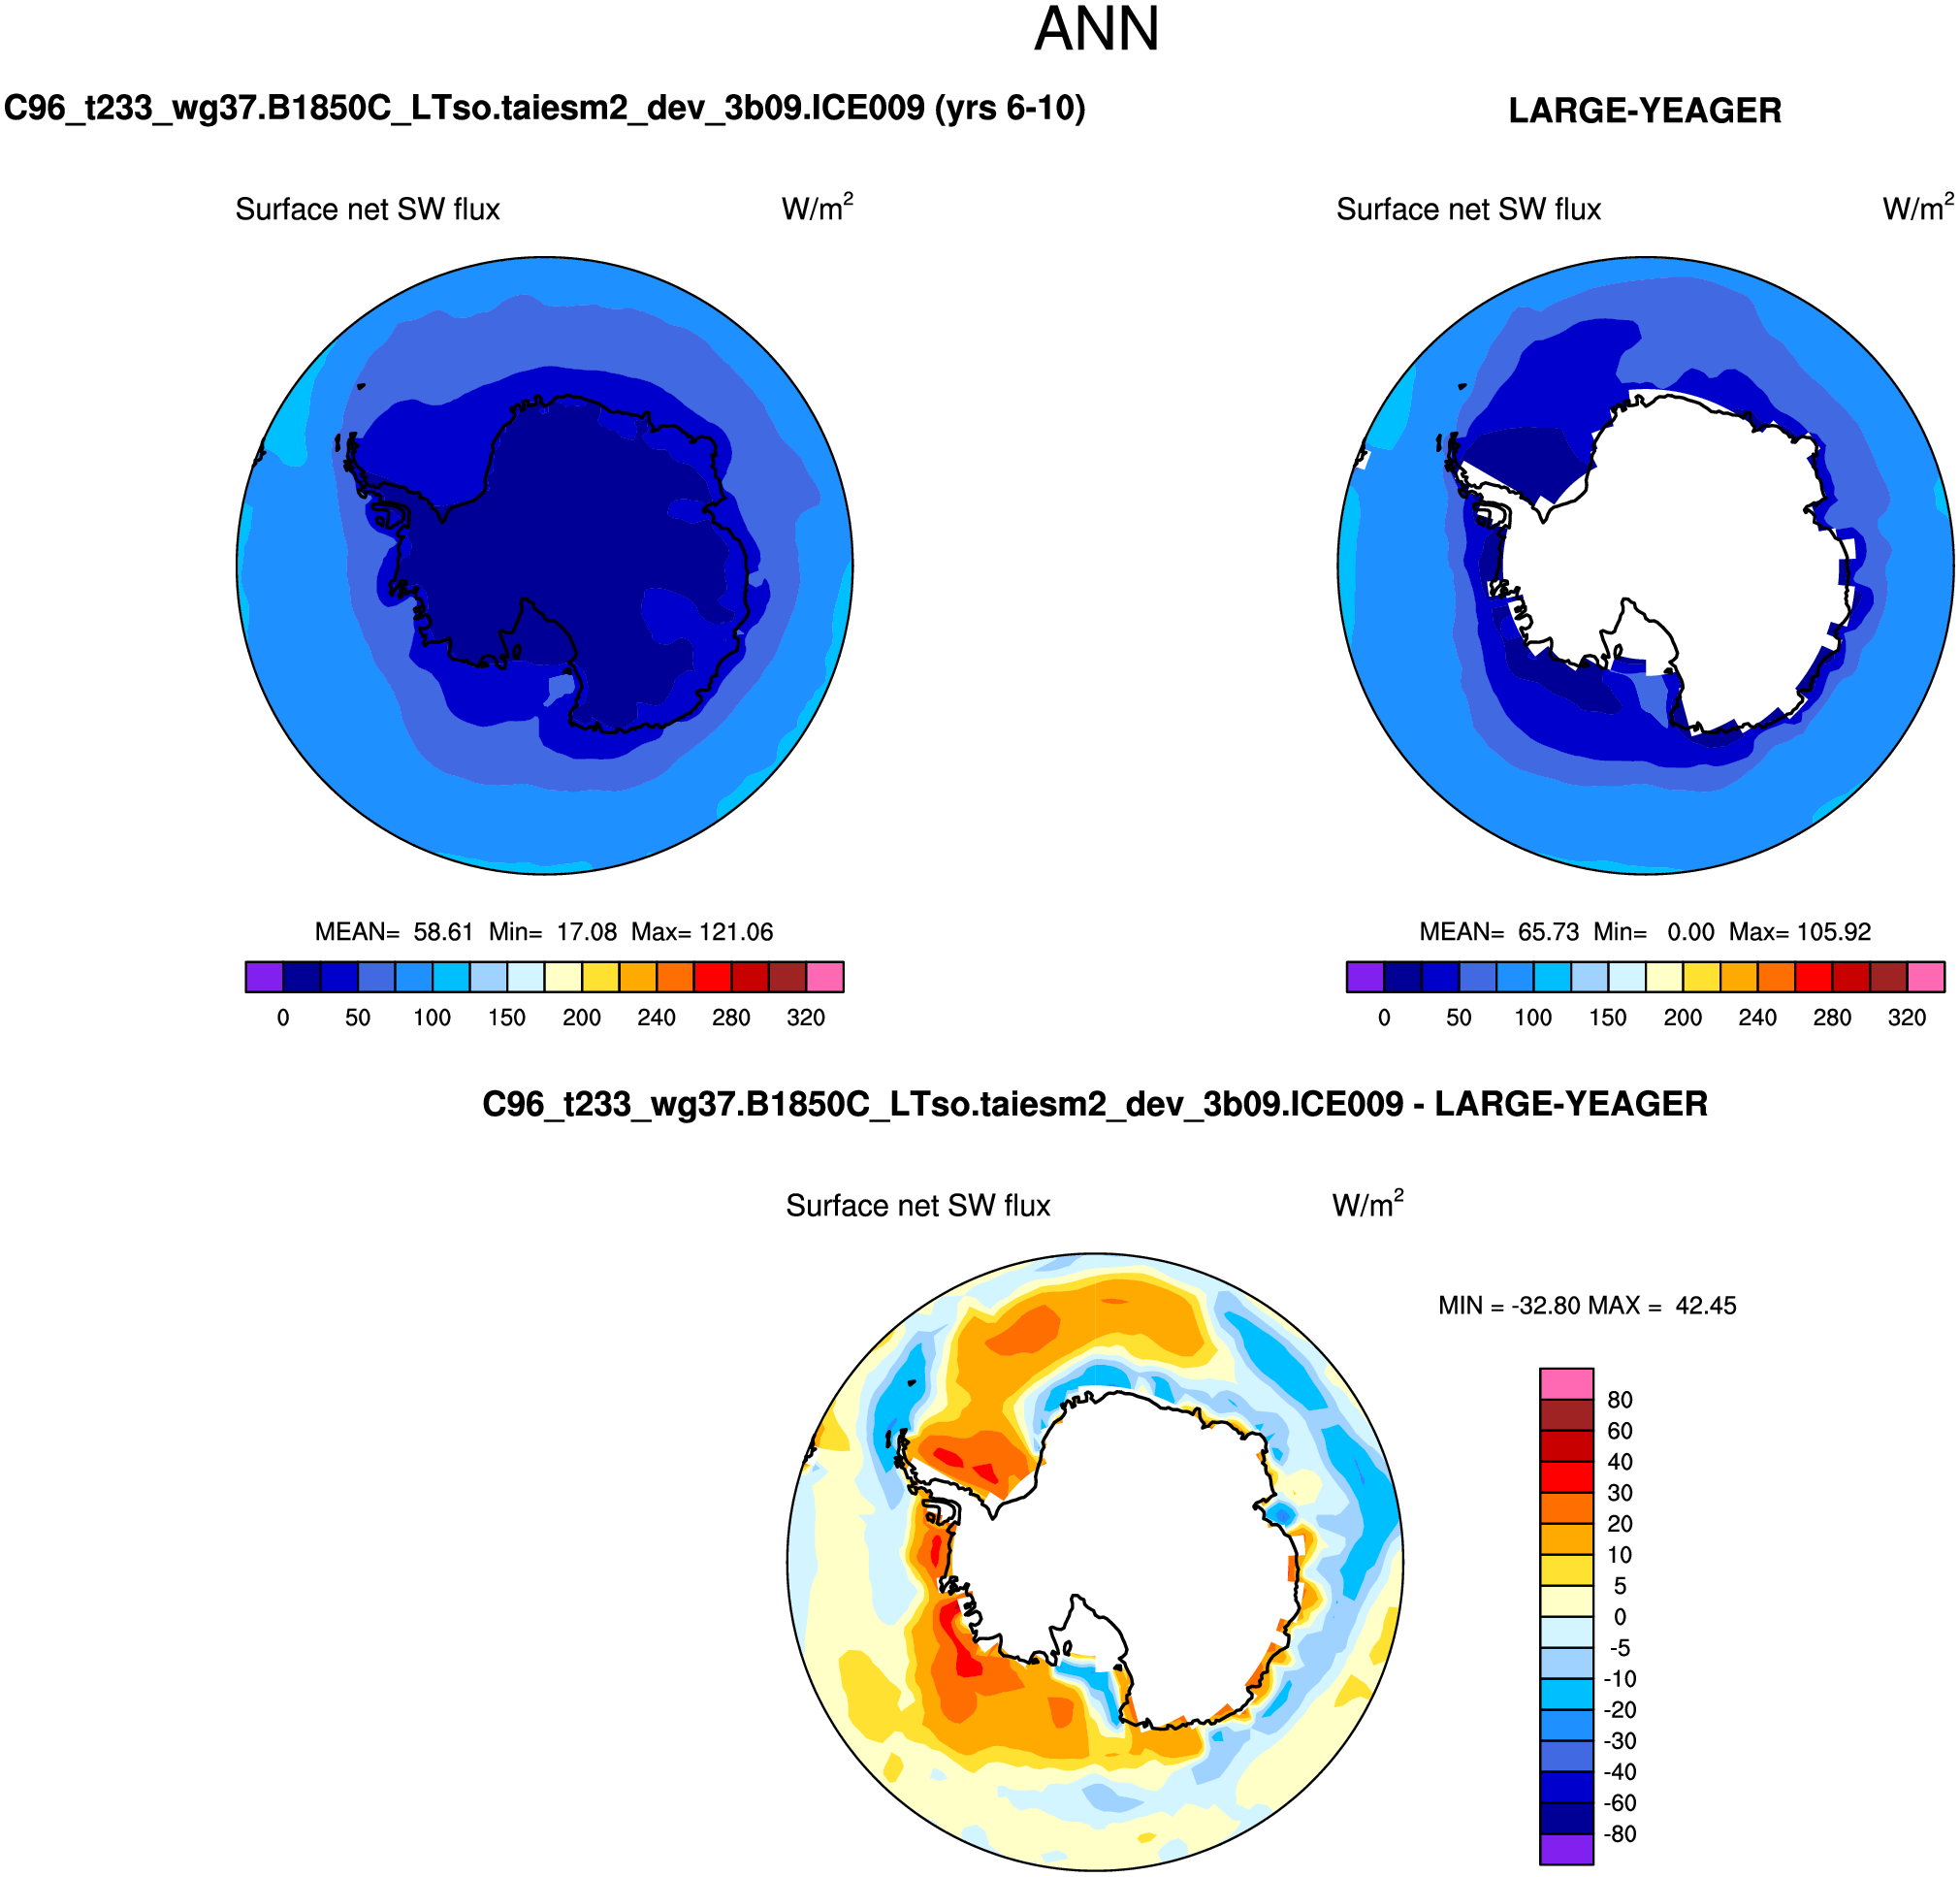 ANN
C96_t233_wg37.B1850C_LTso.taiesm2_dev_3b09.ICE009 (yrs 6-10)
LARGE-YEAGER
Surface net SW flux W/m²
Surface net SW flux W/m²
MEAN= 58.61 Min= 17.08 Max= 121.06
MEAN= 65.73 Min= 0.00 Max= 105.92
0 50 100 150 200 240 280 320
0 50 100 150 200 240 280 320
C96_t233_wg37.B1850C_LTso.taiesm2_dev_3b09.ICE009 - LARGE-YEAGER
Surface net SW flux W/m²
MIN = -32.80 MAX = 42.45
80
60
40
30
20
10
5
0
-5
-10
-20
-30
-40
-60
-80